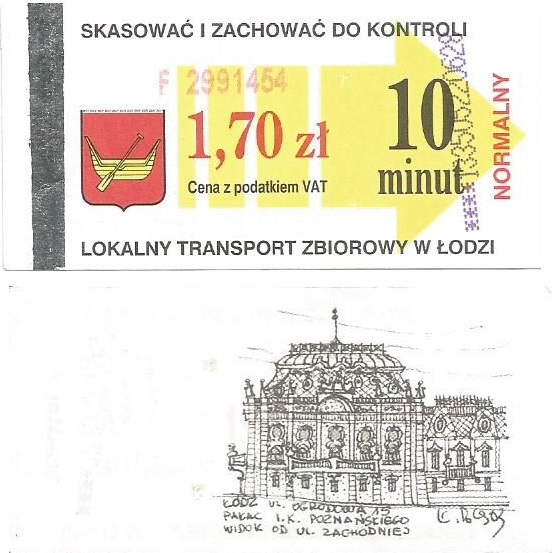 SKASOWAĆ I ZACHOWAĆ DO KONTROLI
F 2991454
1,70 zł
10
minut
Cena z podatkiem VAT
NORMALNY
LOKALNY TRANSPORT ZBIOROWY W ŁODZI
ŁÓDŹ UL. OGRODOWA 15
PAŁAC I.K. POZNAŃSKIEGO
WIDOK OD UL. ZACHODNIEJ